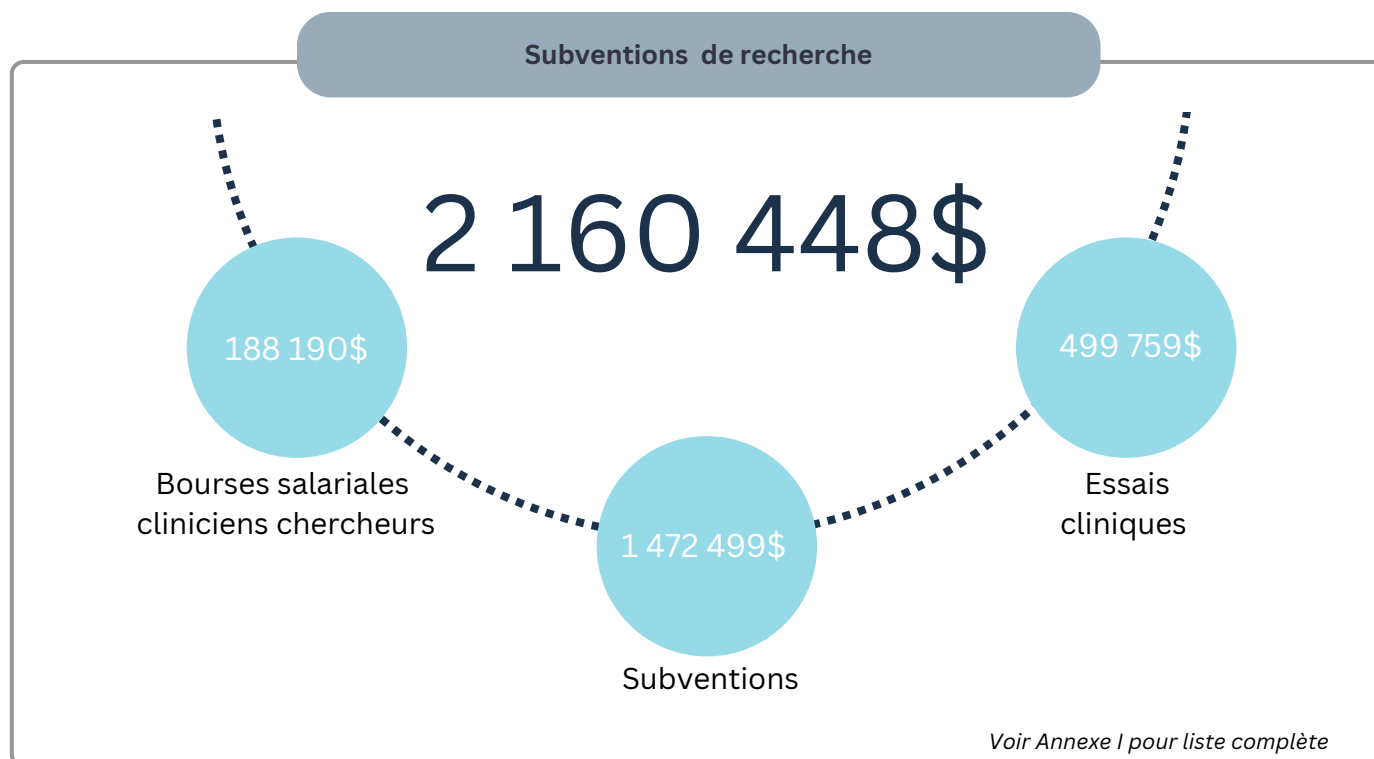 Subventions de recherche
2 160 448$
188 190$
499 759$
Bourses salariales
cliniciens chercheurs
Essais
cliniques
1 472 499$
Subventions
Voir Annexe I pour liste complète